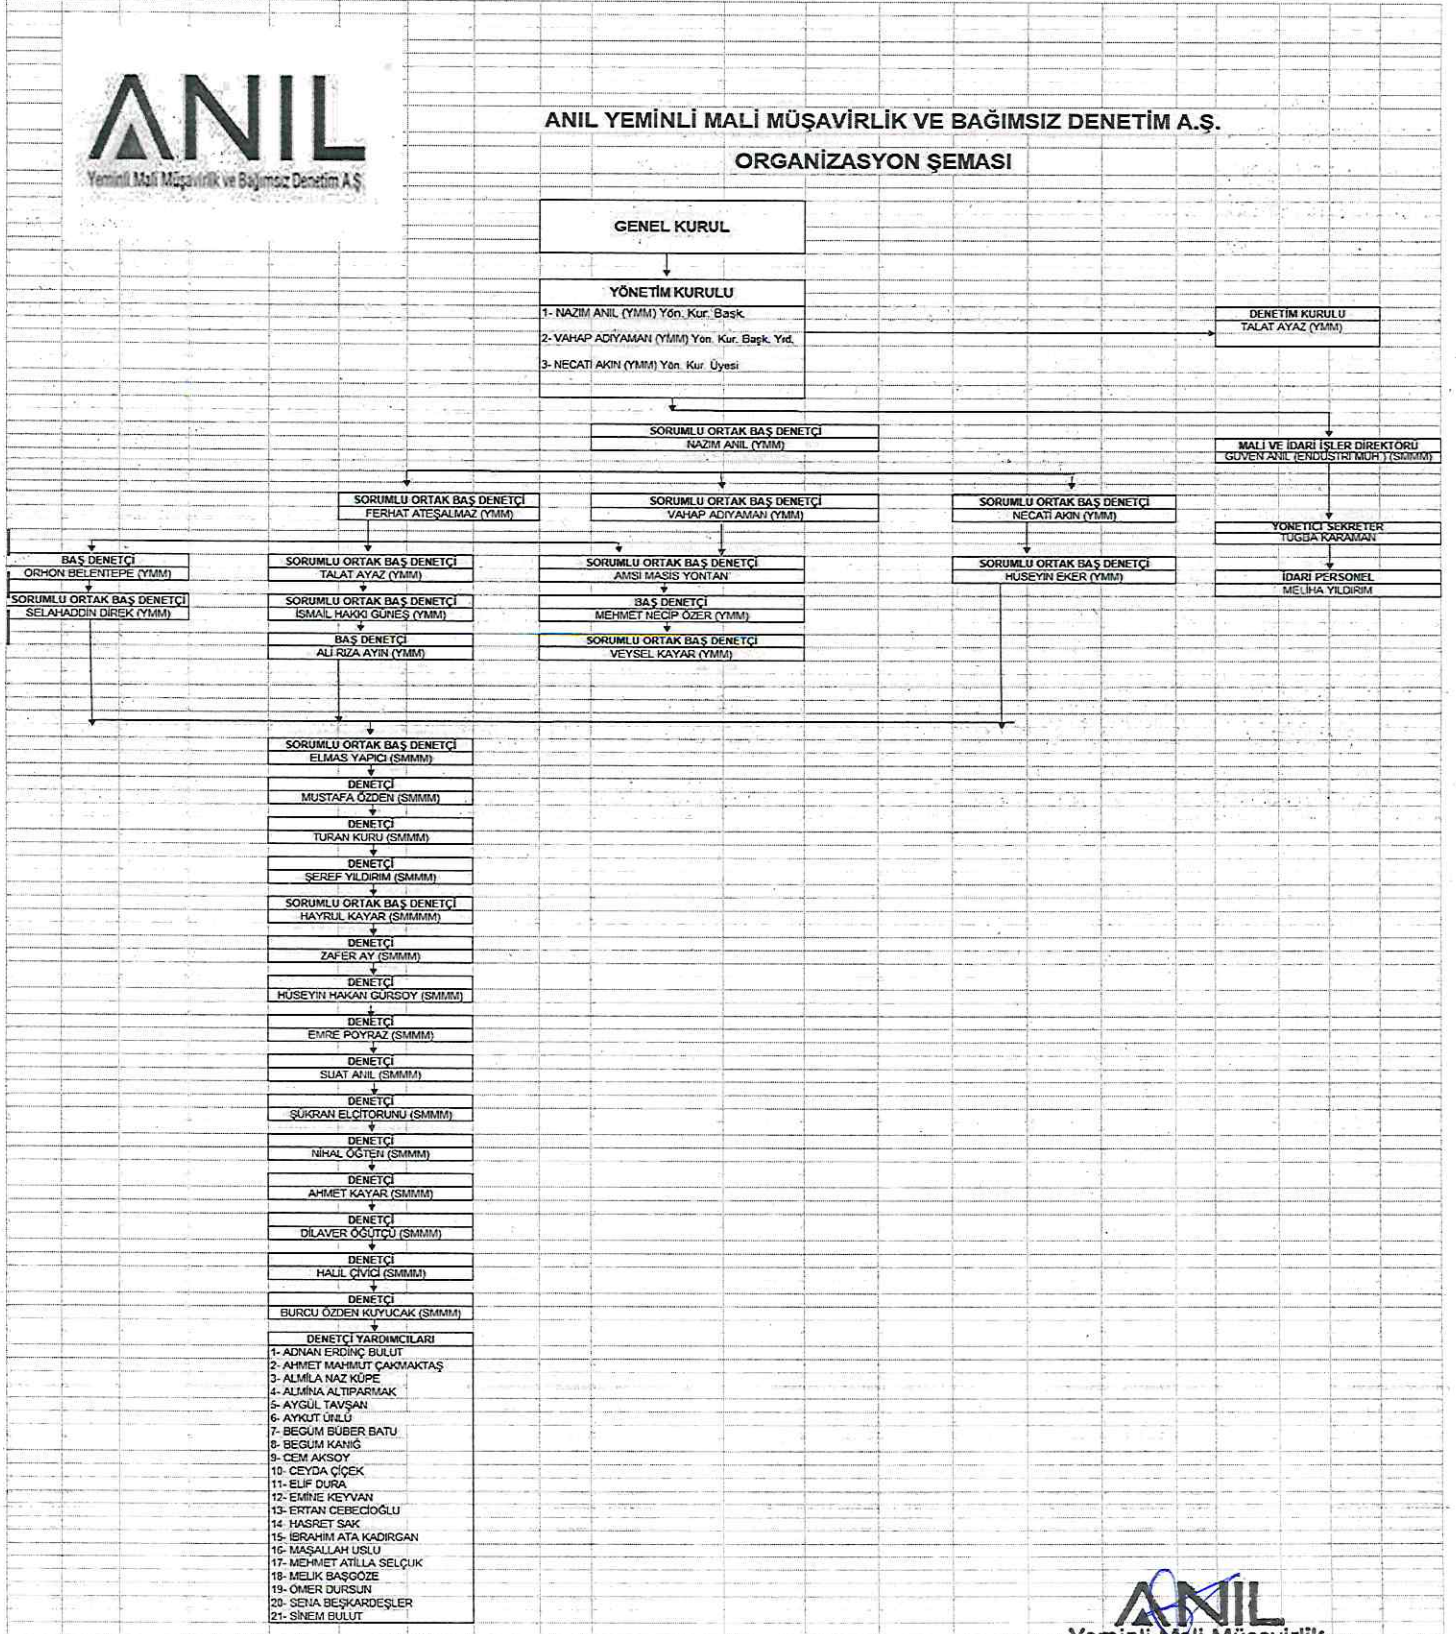 ANIL
Yeminli Mali Müşavirlik ve Bağımsız Denetim A.Ş.
ANIL YEMİNLİ MALİ MÜŞAVİRLİK VE BAĞIMSIZ DENETİM A.Ş.
ORGANİZASYON ŞEMASI
GENEL KURUL
YÖNETİM KURULU
1- NAZIM ANIL (YMM) Yön. Kur. Başk.
2- VAHAP ADIYAMAN (YMM) Yön. Kur. Başk. Yrd.
3- NECATİ AKIN (YMM) Yön. Kur. Üyesi
DENETİM KURULU
TALAT AYAZ (YMM)
SORUMLU ORTAK BAŞ DENETÇİ
NAZIM ANIL (YMM)
MALİ VE İDARİ İŞLER DİREKTÖRÜ
GÜVEN ANIL (ENDÜSTRİ MÜH.) (SMMM)
SORUMLU ORTAK BAŞ DENETÇİ
FERHAT ATEŞALMAZ (YMM)
SORUMLU ORTAK BAŞ DENETÇİ
VAHAP ADIYAMAN (YMM)
SORUMLU ORTAK BAŞ DENETÇİ
NECATİ AKIN (YMM)
YÖNETİCİ SEKRETER
TUĞBA KARAMAN
BAŞ DENETÇİ
ORHON BELENTEPE (YMM)
SORUMLU ORTAK BAŞ DENETÇİ
TALAT AYAZ (YMM)
SORUMLU ORTAK BAŞ DENETÇİ
AMSİ MASİS YONTAN
SORUMLU ORTAK BAŞ DENETÇİ
HÜSEYİN EKER (YMM)
İDARİ PERSONEL
MELİHA YILDIRIM
SORUMLU ORTAK BAŞ DENETÇİ
SELAHADDİN DİREK (YMM)
SORUMLU ORTAK BAŞ DENETÇİ
İSMAİL HAKKI GÜNEŞ (YMM)
BAŞ DENETÇİ
MEHMET NECİP ÖZER (YMM)
BAŞ DENETÇİ
ALİ RIZA AYIN (YMM)
SORUMLU ORTAK BAŞ DENETÇİ
VEYSEL KAYAR (YMM)
SORUMLU ORTAK BAŞ DENETÇİ
ELMAS YAPICI (SMMM)
DENETÇİ
MUSTAFA ÖZDEN (SMMM)
DENETÇİ
TURAN KURU (SMMM)
DENETÇİ
ŞEREF YILDIRIM (SMMM)
SORUMLU ORTAK BAŞ DENETÇİ
HAYRUL KAYAR (SMMMM)
DENETÇİ
ZAFER AY (SMMM)
DENETÇİ
HÜSEYİN HAKAN GÜRSOY (SMMM)
DENETÇİ
EMRE POYRAZ (SMMM)
DENETÇİ
SUAT ANIL (SMMM)
DENETÇİ
ŞÜKRAN ELÇİTORUNU (SMMM)
DENETÇİ
NİHAL ÖĞTEN (SMMM)
DENETÇİ
AHMET KAYAR (SMMM)
DENETÇİ
DİLAVER ÖĞÜTÇÜ (SMMM)
DENETÇİ
HALİL ÇİVİCİ (SMMM)
DENETÇİ
BURCU ÖZDEN KUYUCAK (SMMM)
DENETÇİ YARDIMCILARI
1- ADNAN ERDİNÇ BULUT
2- AHMET MAHMUT ÇAKMAKTAŞ
3- ALMİLA NAZ KÜPE
4- ALMİNA ALTIPARMAK
5- AYGÜL TAVŞAN
6- AYKUT ÜNLÜ
7- BEGÜM BÜBER BATU
8- BEGÜM KANIĞ
9- CEM AKSOY
10- CEYDA ÇİÇEK
11- ELİF DURA
12- EMİNE KEYVAN
13- ERTAN CEBECİOĞLU
14- HASRET SAK
15- İBRAHİM ATA KADIRGAN
16- MAŞALLAH USLU
17- MEHMET ATİLLA SELÇUK
18- MELİK BAŞGÖZE
19- ÖMER DURSUN
20- SENA BEŞKARDEŞLER
21- SİNEM BULUT
ANIL
Yeminli Mali Müşavirlik